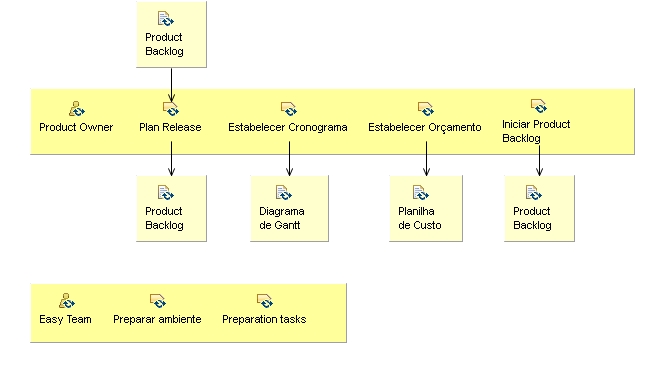 Product
Backlog
Product Owner
Plan Release
Estabelecer Cronograma
Estabelecer Orçamento
Iniciar Product
Backlog
Product
Backlog
Diagrama
de Gantt
Planilha
de Custo
Product
Backlog
Easy Team
Preparar ambiente
Preparation tasks